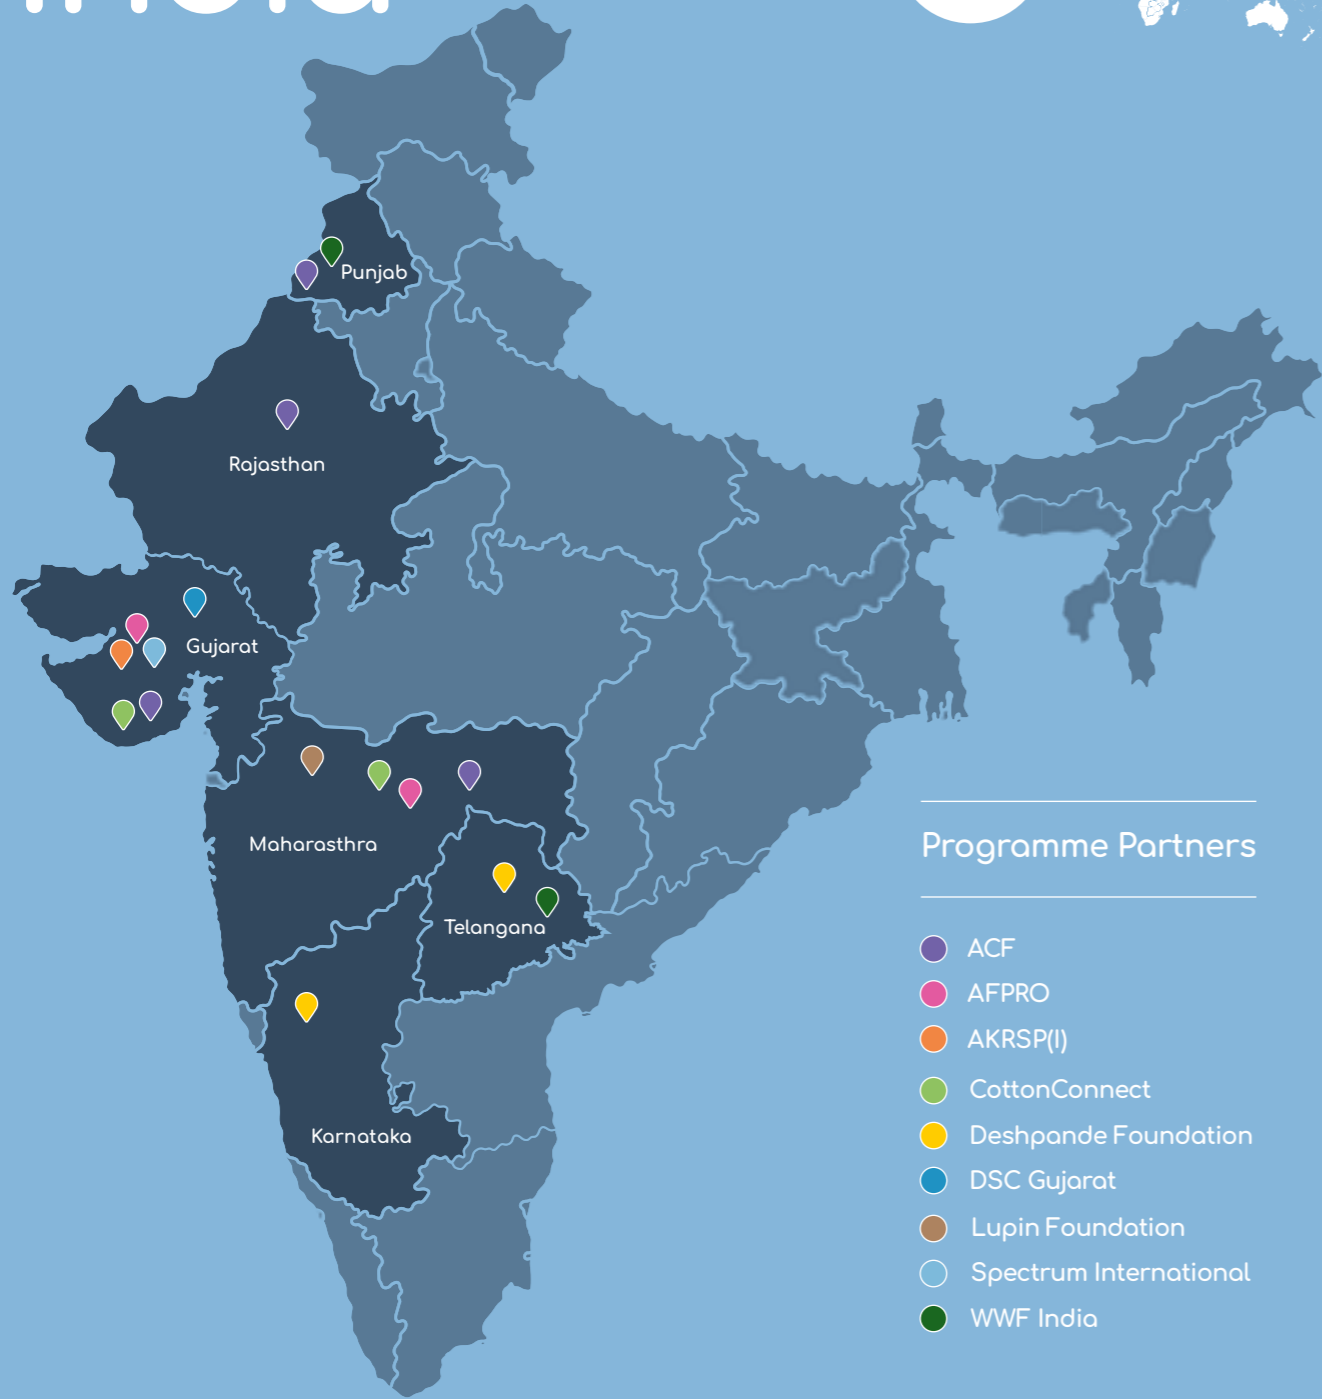 India
Punjab
Rajasthan
Gujarat
Maharasthra
Telangana
Karnataka
Programme Partners
ACF
AFPRO
AKRSP(I)
CottonConnect
Deshpande Foundation
DSC Gujarat
Lupin Foundation
Spectrum International
WWF India